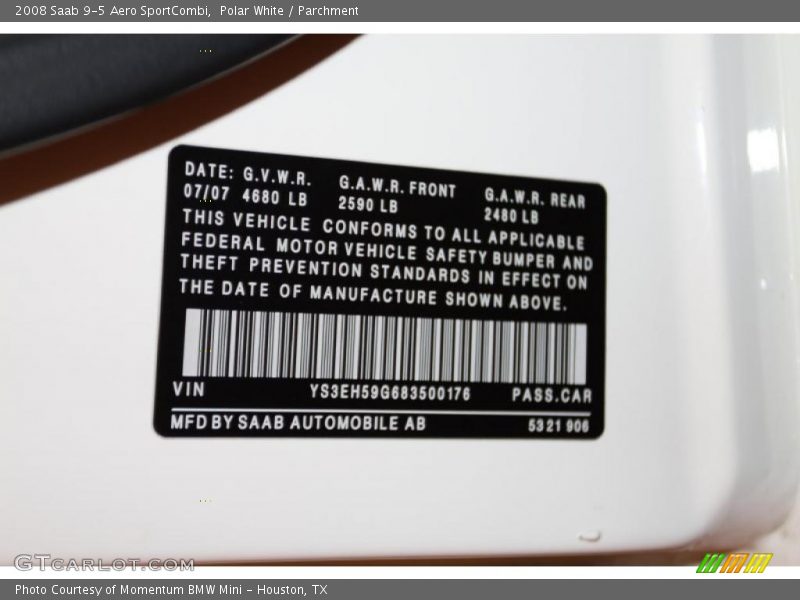 2008 Saab 9-5 Aero SportCombi, Polar White / Parchment
DATE: G.V.W.R. G.A.W.R. FRONT G.A.W.R. REAR
07/07 4680 LB 2590 LB 2480 LB
THIS VEHICLE CONFORMS TO ALL APPLICABLE
FEDERAL MOTOR VEHICLE SAFETY BUMPER AND
THEFT PREVENTION STANDARDS IN EFFECT ON
THE DATE OF MANUFACTURE SHOWN ABOVE.
VIN YS3EH59G683500176 PASS.CAR
MFD BY SAAB AUTOMOBILE AB 53 21 906
GTCARLOT.COM
Photo Courtesy of Momentum BMW Mini - Houston, TX